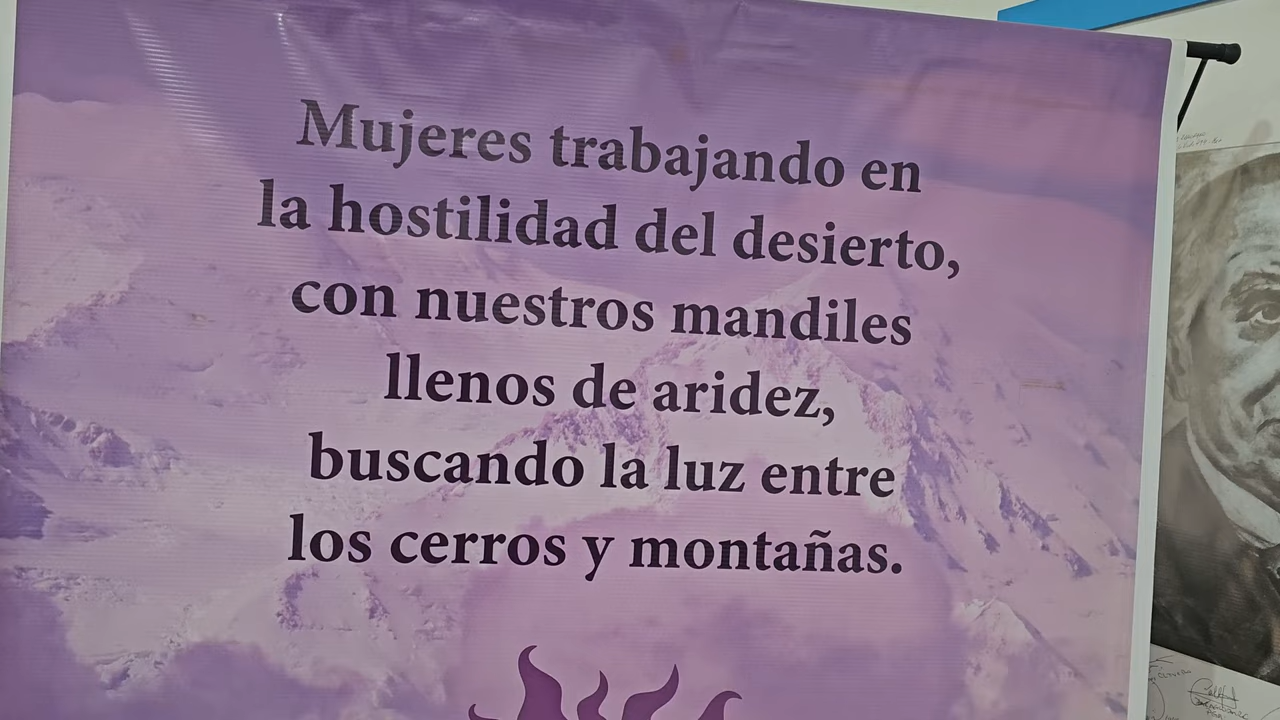 Mujeres trabajando en
la hostilidad del desierto,
con nuestros mandiles
llenos de aridez,
buscando la luz entre
los cerros y montañas.